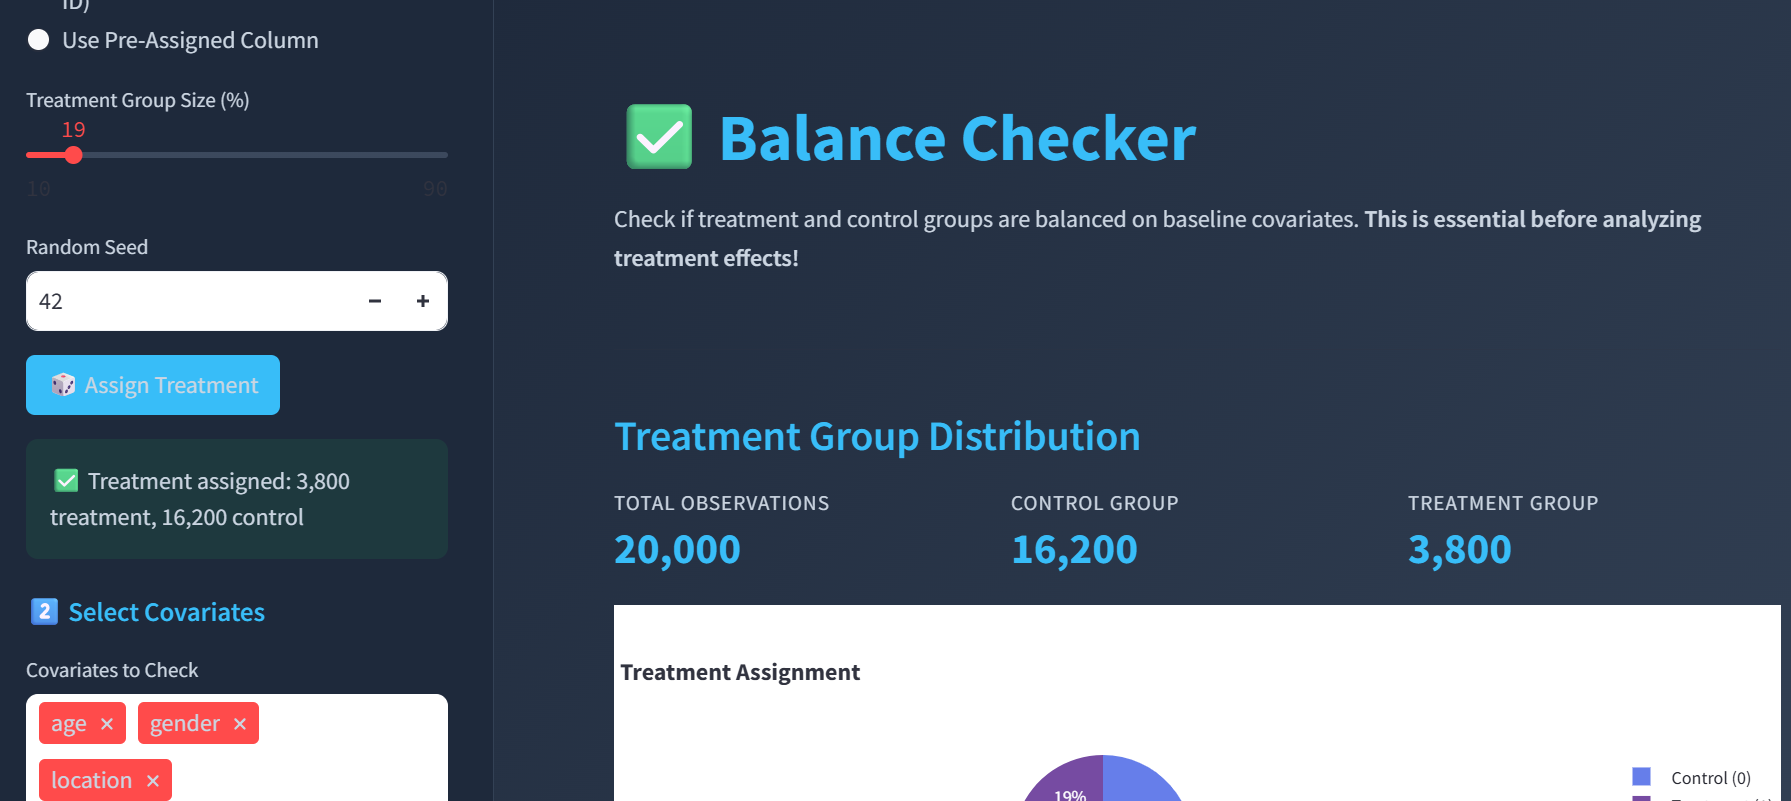 ID)
Use Pre-Assigned Column
Treatment Group Size (%)
19
10 90
Random Seed
42
Assign Treatment
Treatment assigned: 3,800
treatment, 16,200 control
2 Select Covariates
Covariates to Check
age × gender ×
location ×
Balance Checker
Check if treatment and control groups are balanced on baseline covariates. This is essential before analyzing
treatment effects!
Treatment Group Distribution
TOTAL OBSERVATIONS CONTROL GROUP TREATMENT GROUP
20,000 16,200 3,800
Treatment Assignment
19%
Control (0)